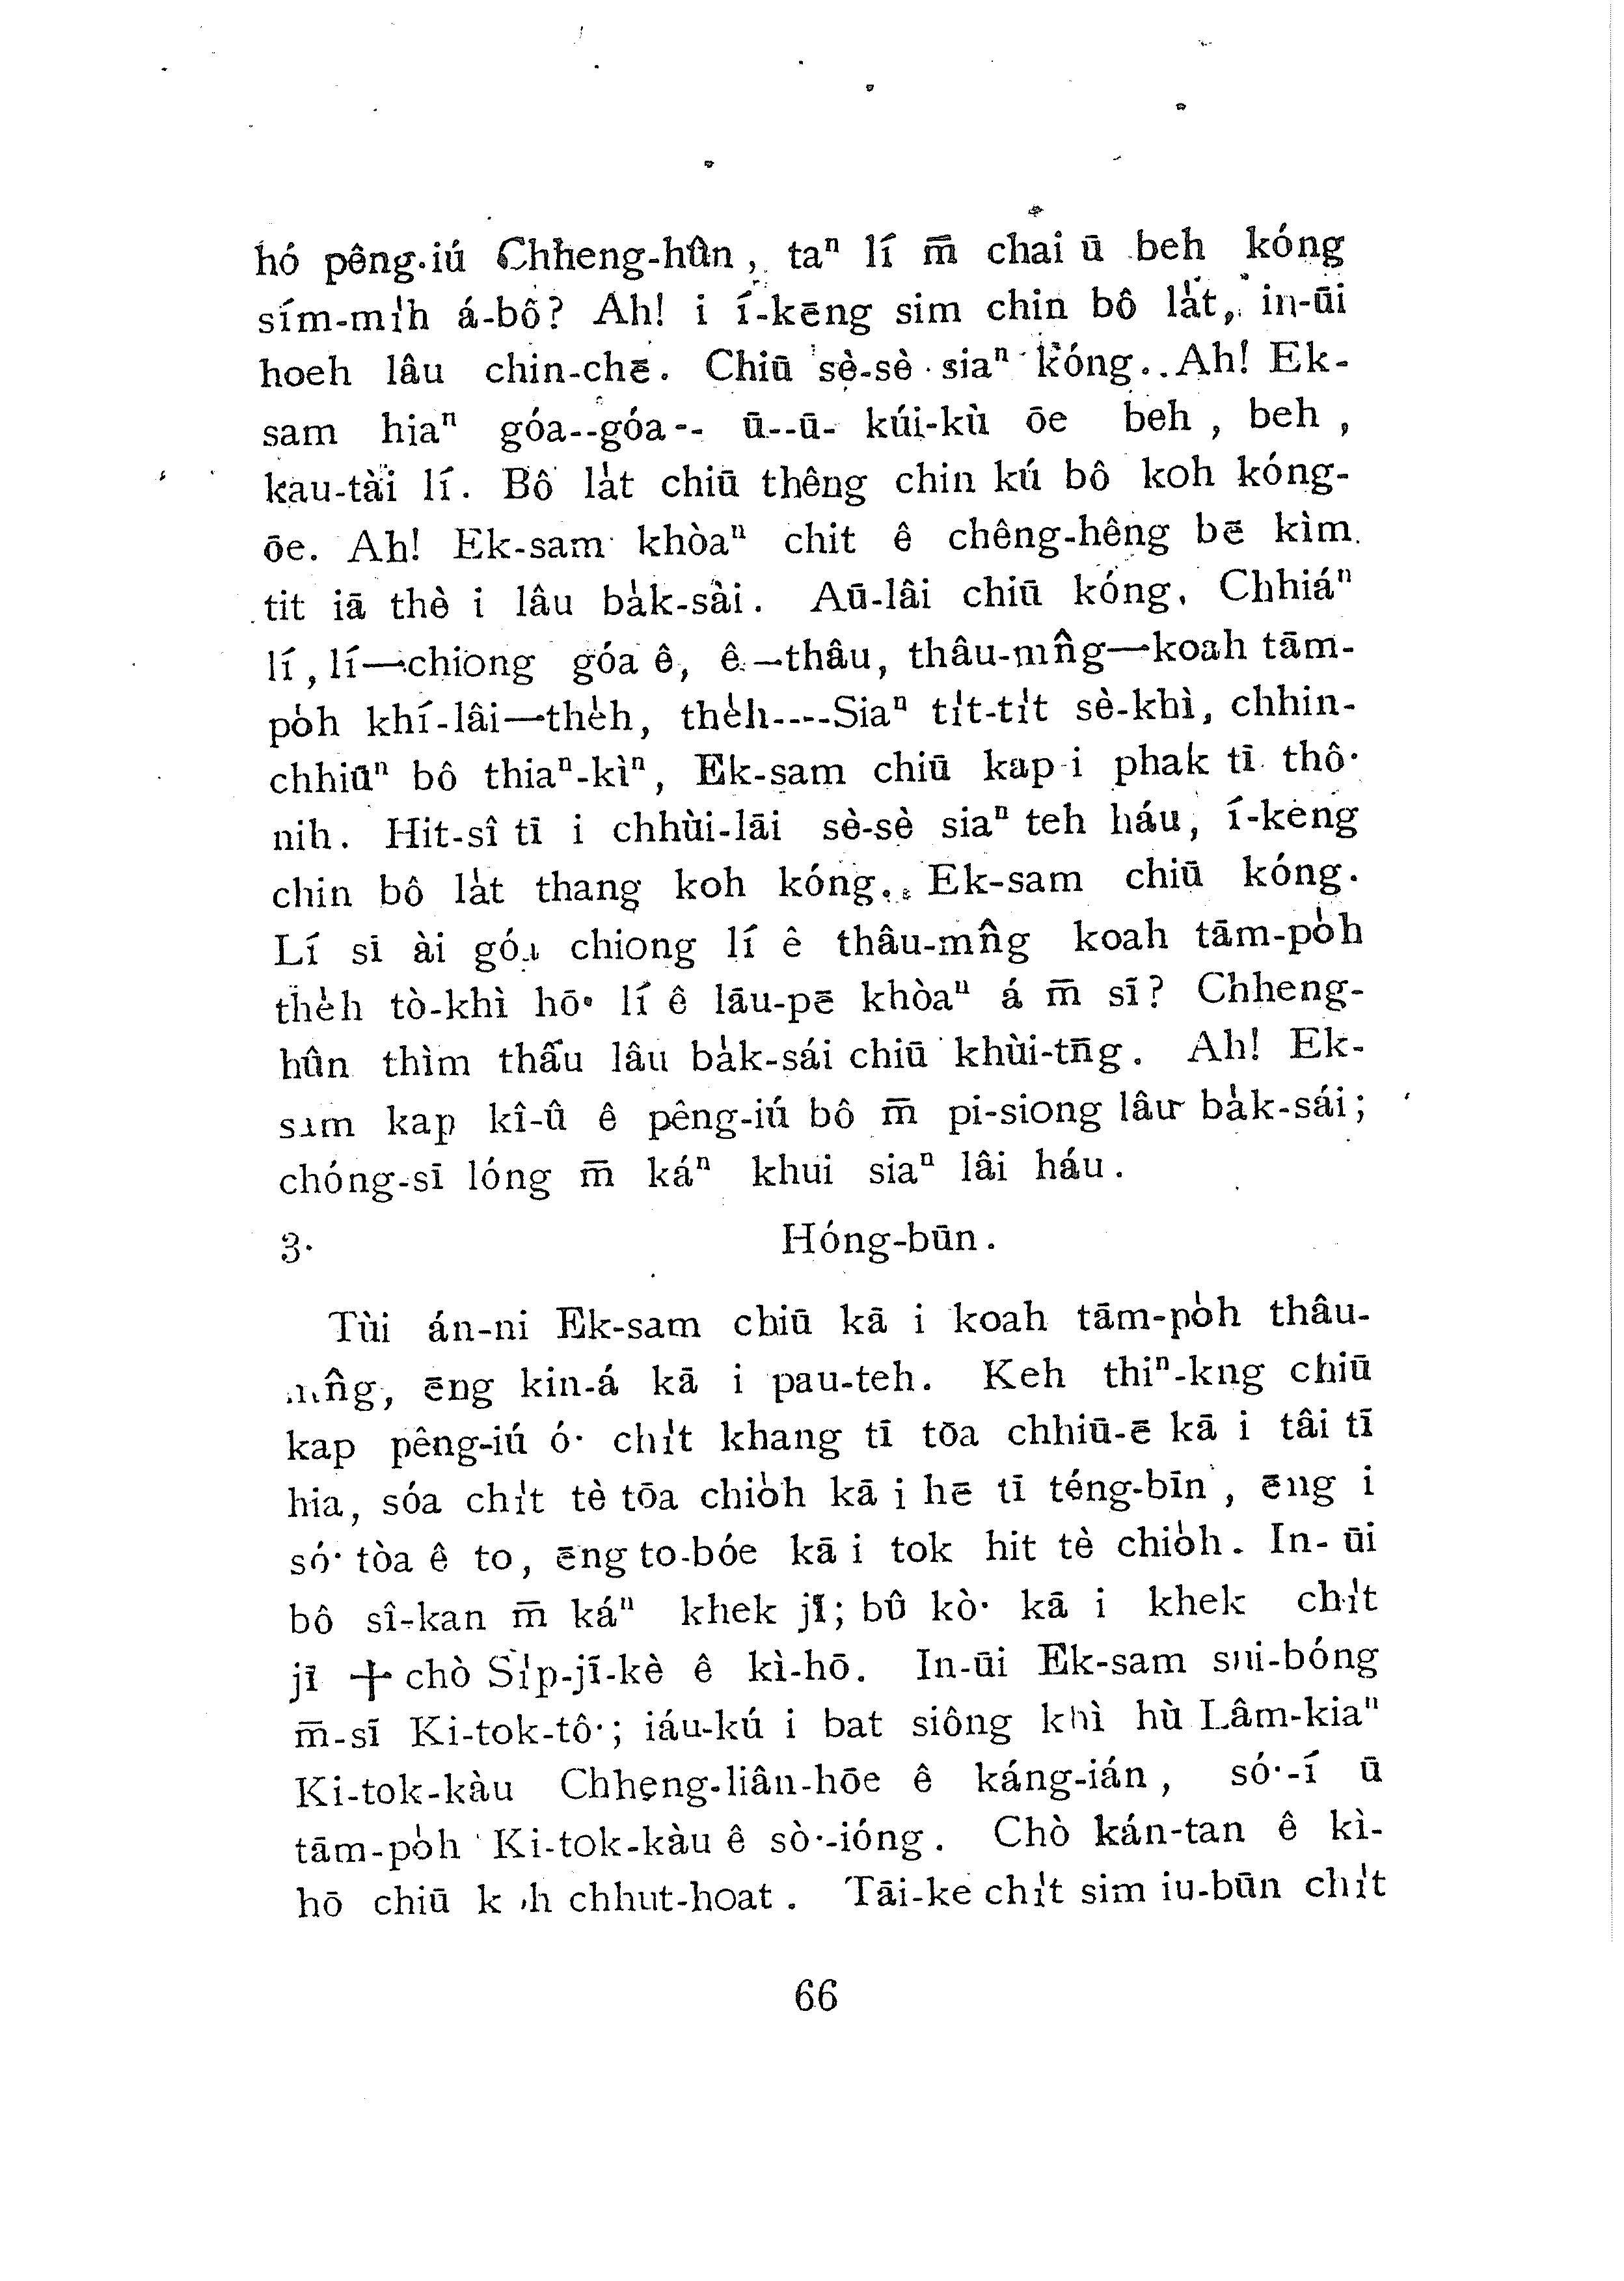 hó pêng-iú Chheng-hûn, taⁿ lí m̄ chai ū beh kóng
sím-mi̍h á-bô? Ah! i í-kēng sim chin bô la̍t, in-ūi
hoeh lâu chin-chē. Chiū sè-sè siaⁿ kóng..Ah! Ek-
sam hiaⁿ góa--góa-- ū--ū- kúi-kù ōe beh, beh,
kau-tài lí. Bô la̍t chiū thêng chin kú bô koh kóng-
ōe. Ah! Ek-sam khòaⁿ chit ê chêng-hêng bē kìm
tit iā thè i lâu ba̍k-sài. Aū-lâi chiū kóng, Chhiáⁿ
lí, lí—chiong góa ê, ê—thâu, thâu-mn̂g—koah tām-
po̍h khí-lâi—the̍h, the̍h----Siaⁿ ti̍t-ti̍t sè-khì, chhin-
chhiūⁿ bô thiaⁿ-kìⁿ, Ek-sam chiū kap i phak tī thô·
nih. Hit-sî tī i chhùi-lāi sè-sè siaⁿ teh háu, í-keng
chin bô la̍t thang koh kóng. Ek-sam chiū kóng.
Lí sī ài chiong lí ê thâu-mn̂g koah tām-po̍h
the̍h tò-khì hō· lí ê lāu-pē khòaⁿ á m̄ sī? Chheng-
hûn thìm thâu lâu ba̍k-sái chiū khùi-tn̄g. Ah! Ek-
sam kap kî-û ê pêng-iú bô m̄ pi-siong lâu ba̍k-sái;
chóng-sī lóng m̄ káⁿ khui siaⁿ lâi háu.
3. Hóng-būn.
Tùi án-ni Ek-sam chiū kā i koah tām-po̍h thâu-
mn̂g, ēng kin-á kā i pau-teh. Keh thiⁿ-kng chiū
kap pêng-iú ó· chi̍t khang tī tōa chhiū-ē kā i tâi tī
hia, sóa chi̍t tè tōa chio̍h kā i hē tī téng-bīn, ēng i
só· tòa ê to, ēng to-bóe kā i tok hit tè chio̍h. In-ūi
bô sî-kan m̄ káⁿ khek jī; bû kò· kā i khek chi̍t
jī 十 chò Si̍p-jī-kè ê kì-hō. In-ūi Ek-sam sui-bóng
m̄-sī Ki-tok-tô·; iáu-kú i bat siông khì hù Lâm-kiaⁿ
Ki-tok-kàu Chheng-liân-hōe ê káng-ián, só·-í ū
tām-po̍h Ki-tok-kàu ê sò·-ióng. Chò kán-tan ê kì-
hō chiū chhut-hoat. Tāi-ke chi̍t sim iu-būn chi̍t
66